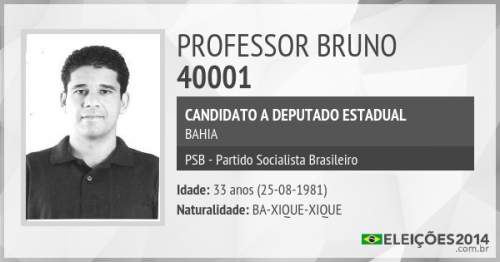 PROFESSOR BRUNO
40001
CANDIDATO A DEPUTADO ESTADUAL
BAHIA
PSB - Partido Socialista Brasileiro
Idade: 33 anos (25-08-1981)
Naturalidade: BA-XIQUE-XIQUE
ELEIÇÕES2014
.com.br